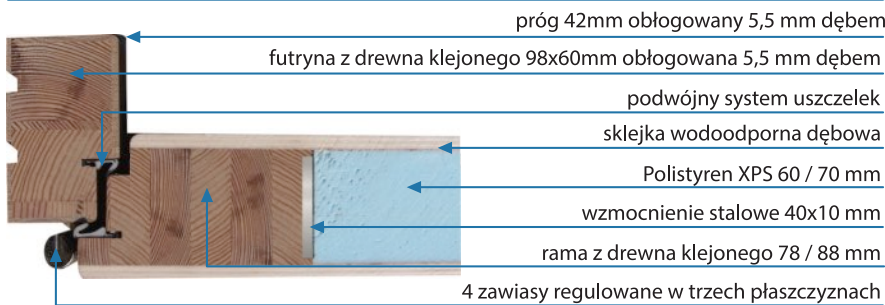 próg 42mm obłogowany 5,5 mm dębem
futryna z drewna klejonego 98x60mm obłogowana 5,5 mm dębem
podwójny system uszczelek
sklejka wodoodporna dębowa
Polistyren XPS 60 / 70 mm
wzmocnienie stalowe 40x10 mm
rama z drewna klejonego 78 / 88 mm
4 zawiasy regulowane w trzech płaszczyznach